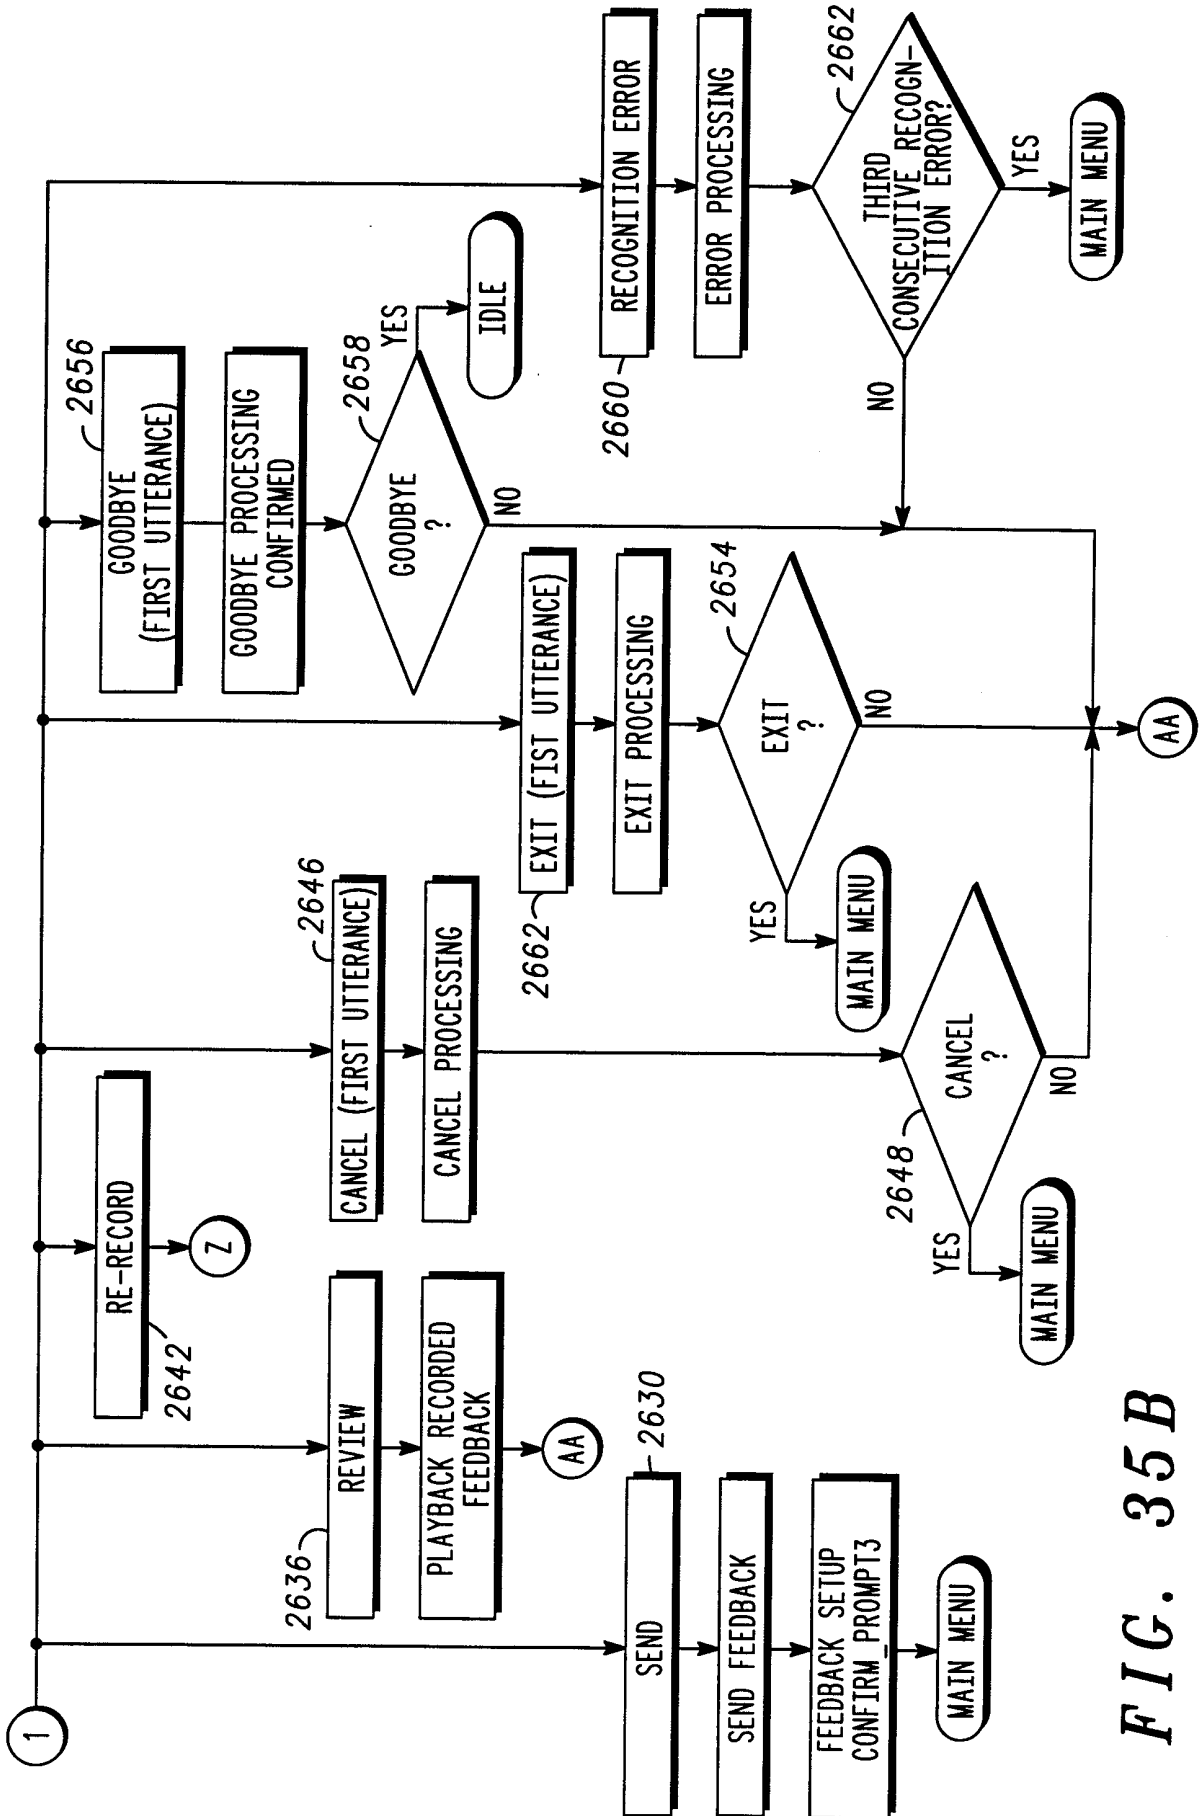 1
RE-RECORD
2642
Z
2636
REVIEW
PLAYBACK RECORDED
FEEDBACK
AA
SEND
2630
SEND FEEDBACK
FEEDBACK SETUP
CONFIRM_PROMPT3
MAIN MENU
CANCEL (FIRST UTTERANCE)
2646
CANCEL PROCESSING
CANCEL
?
2648
YES
MAIN MENU
NO
EXIT (FIST UTTERANCE)
2662
EXIT PROCESSING
EXIT
?
2654
YES
MAIN MENU
NO
GOODBYE
(FIRST UTTERANCE)
2656
GOODBYE PROCESSING
CONFIRMED
GOODBYE
?
2658
YES
IDLE
NO
RECOGNITION ERROR
2660
ERROR PROCESSING
THIRD
CONSECUTIVE RECOGN-
ITION ERROR?
2662
NO
YES
MAIN MENU
AA
FIG. 35B